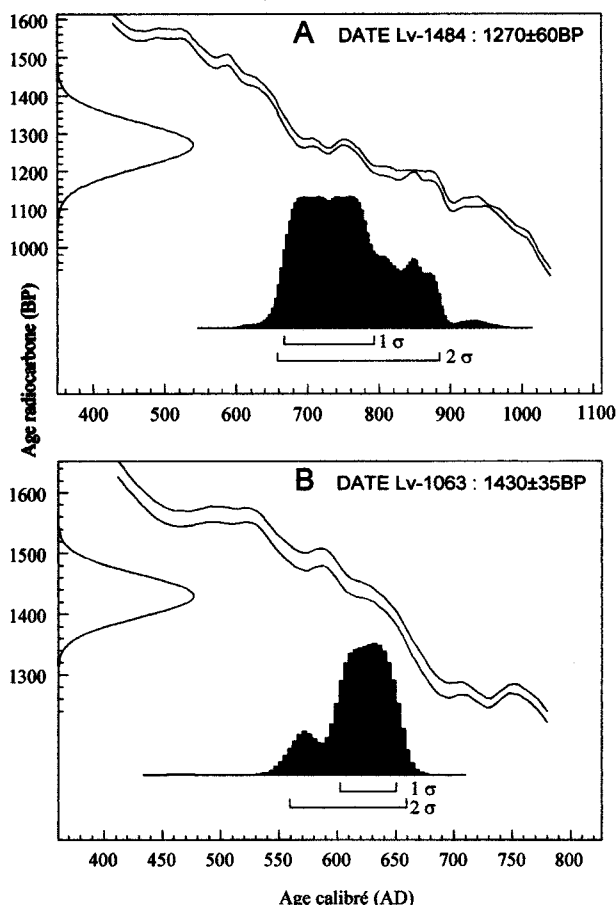 A DATE Lv-1484 : 1270±60BP
1600
1500
1400
1300
1200
1100
1000
1 σ
2 σ
400 500 600 700 800 900 1000 1100
Age radiocarbone (BP)
B DATE Lv-1063 : 1430±35BP
1600
1500
1400
1300
1 σ
2 σ
400 450 500 550 600 650 700 750 800
Age calibré (AD)